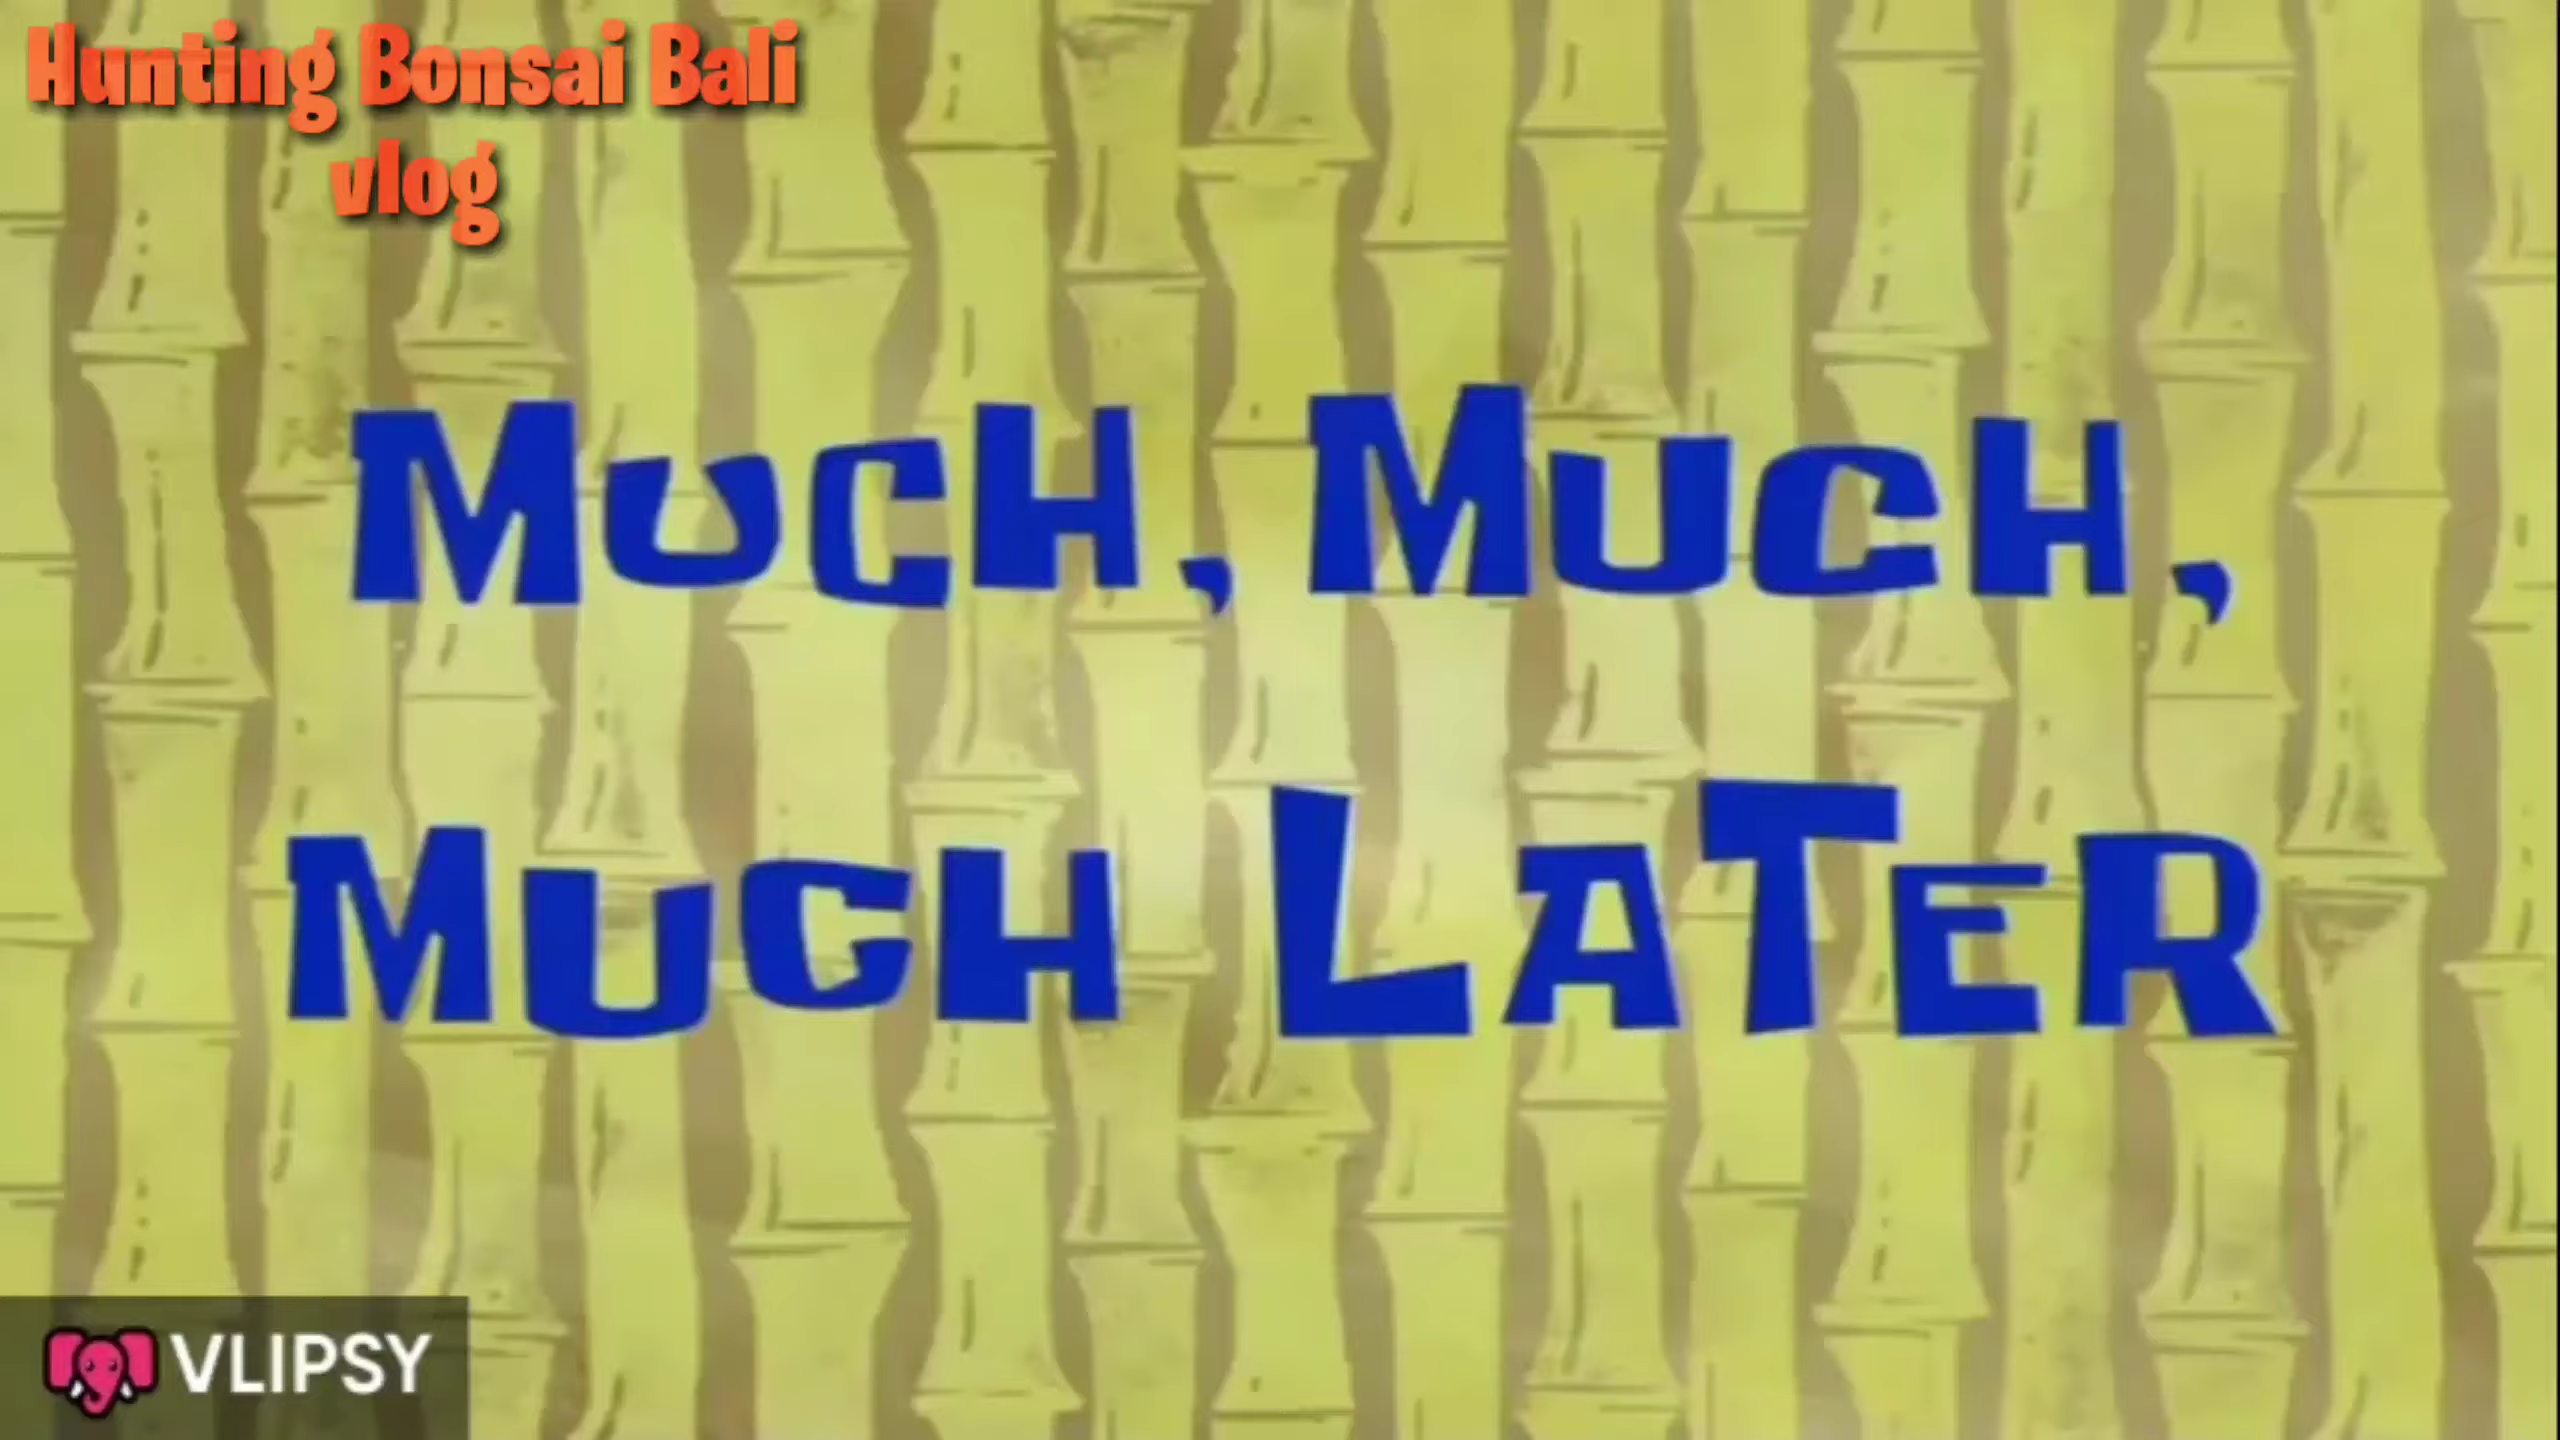 Hunting Bonsai Bali
vlog
MUCH, MUCH,
MUCH LATER
VLIPSY